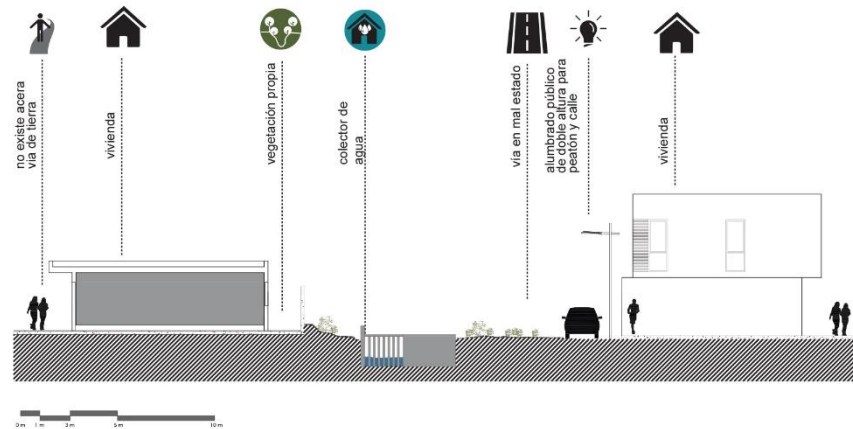 no existe acera
vía de tierra
vivienda
vegetación propia
colector de
agua
vía en mal estado
alumbrado público
de doble altura para
peatón y calle
vivienda
0 m 1 m 3 m 5 m 10 m